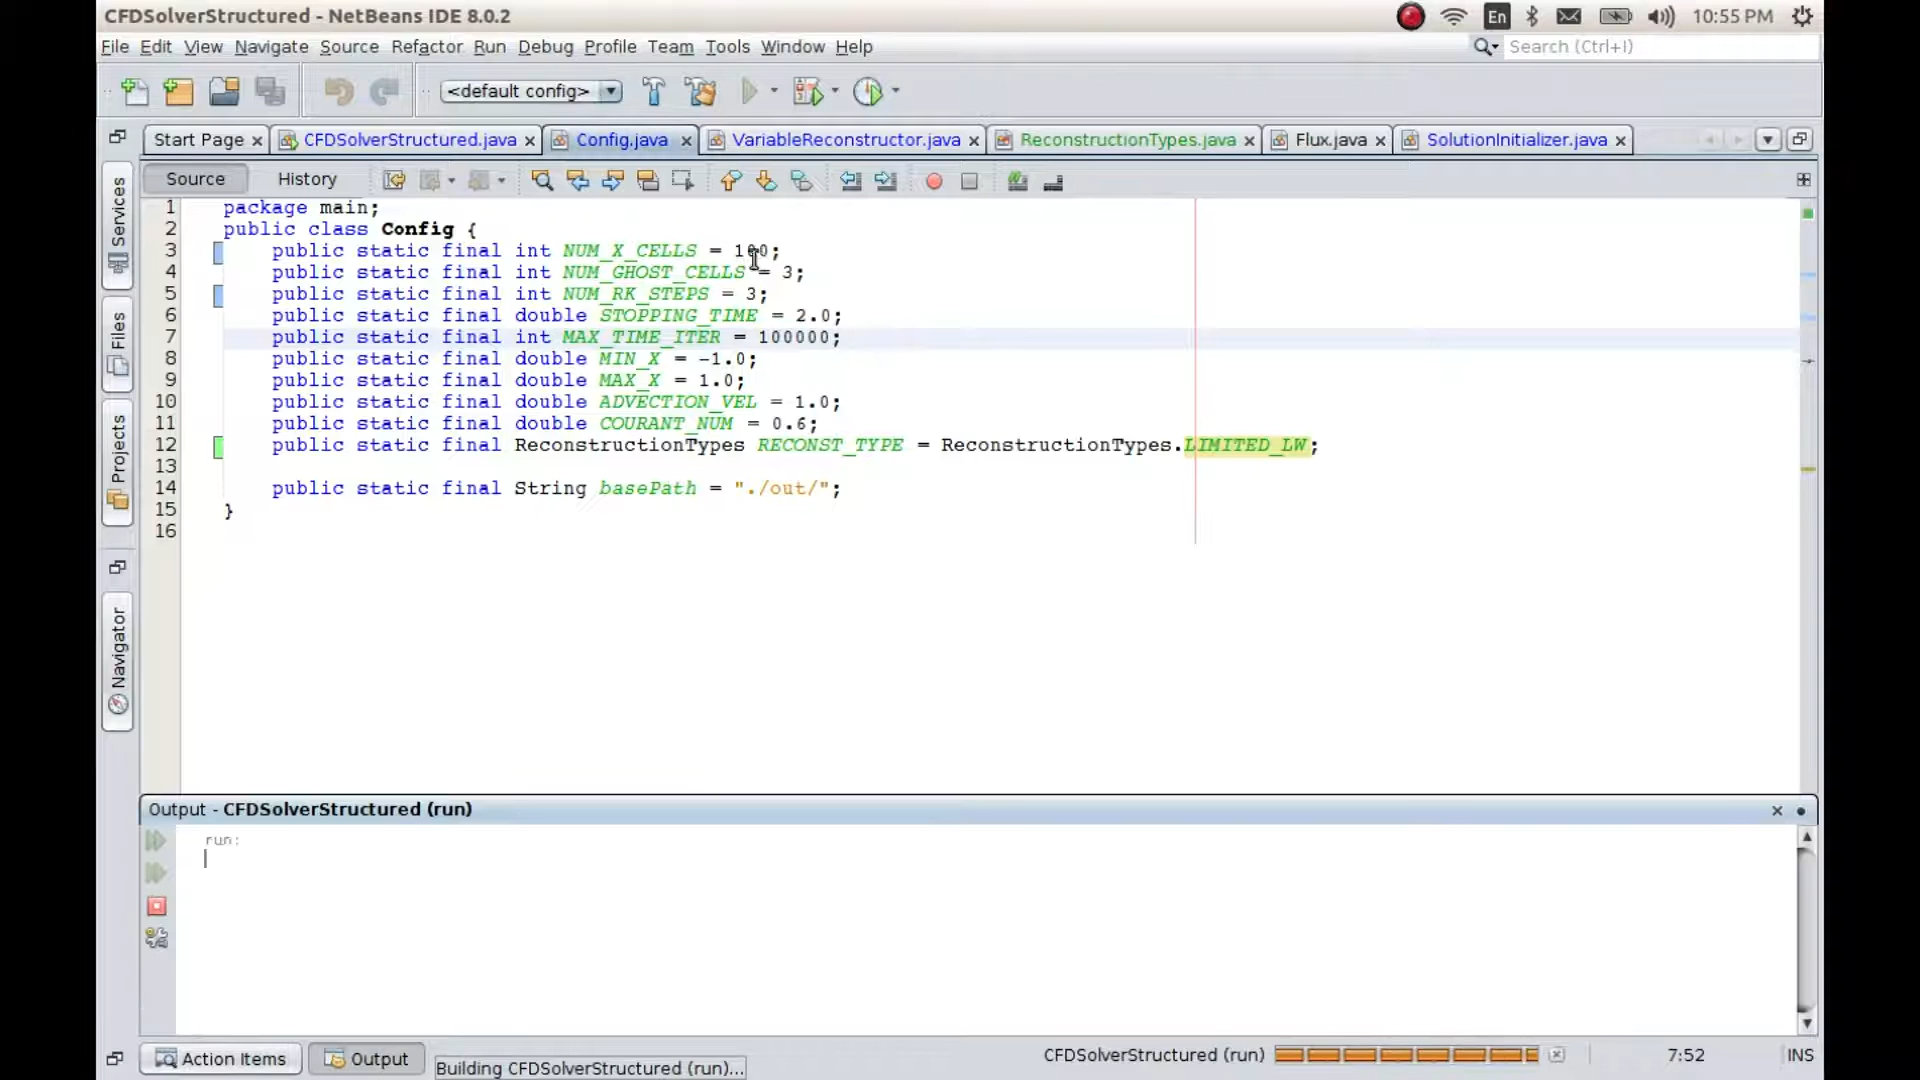 CFDSolverStructured - NetBeans IDE 8.0.2
En
10:55 PM
File Edit View Navigate Source Refactor Run Debug Profile Team Tools Window Help
Search (Ctrl+I)
<default config>
Start Page
CFDSolverStructured.java
Config.java
VariableReconstructor.java
ReconstructionTypes.java
Flux.java
SolutionInitializer.java
Source
History
Services
Files
Projects
Navigator
1 package main;
2 public class Config {
3 public static final int NUM_X_CELLS = 100;
4 public static final int NUM_GHOST_CELLS = 3;
5 public static final int NUM_RK_STEPS = 3;
6 public static final double STOPPING_TIME = 2.0;
7 public static final int MAX_TIME_ITER = 100000;
8 public static final double MIN_X = -1.0;
9 public static final double MAX_X = 1.0;
10 public static final double ADVECTION_VEL = 1.0;
11 public static final double COURANT_NUM = 0.6;
12 public static final ReconstructionTypes RECONST_TYPE = ReconstructionTypes.LIMITED_LW;
13
14 public static final String basePath = "./out/";
15 }
16
Output - CFDSolverStructured (run)
run:
Action Items
Output
Building CFDSolverStructured (run)...
CFDSolverStructured (run)
7:52
INS